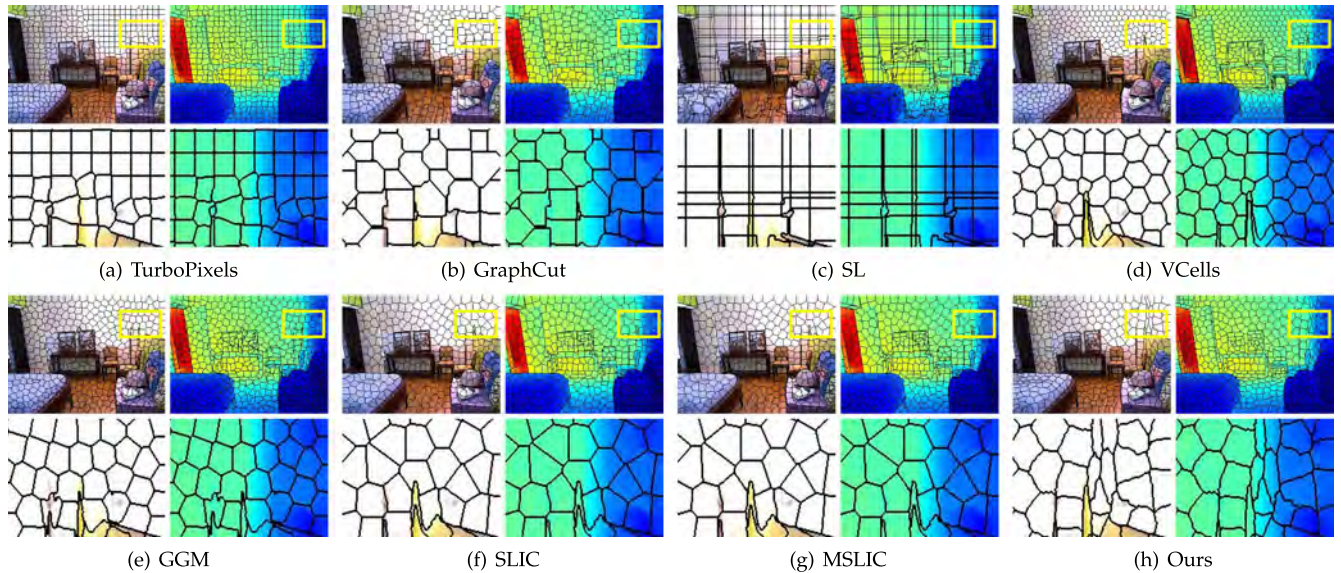 (a) TurboPixels
(b) GraphCut
(c) SL
(d) VCells
(e) GGM
(f) SLIC
(g) MSLIC
(h) Ours